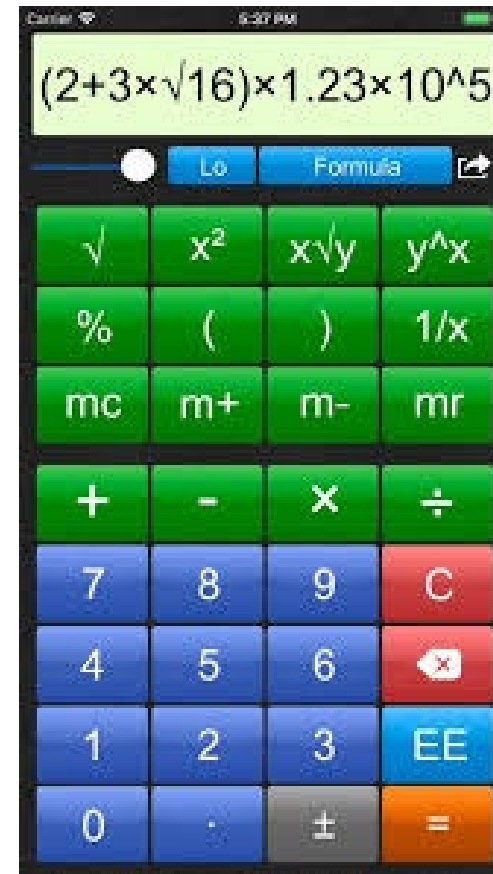 Carrier 5:37 PM
(2+3×√16)×1.23×10^5
Lo Formula
√ x² x√y y^x
% ( ) 1/x
mc m+ m- mr
+ - × ÷
7 8 9 C
4 5 6
1 2 3 EE
0 . ± =